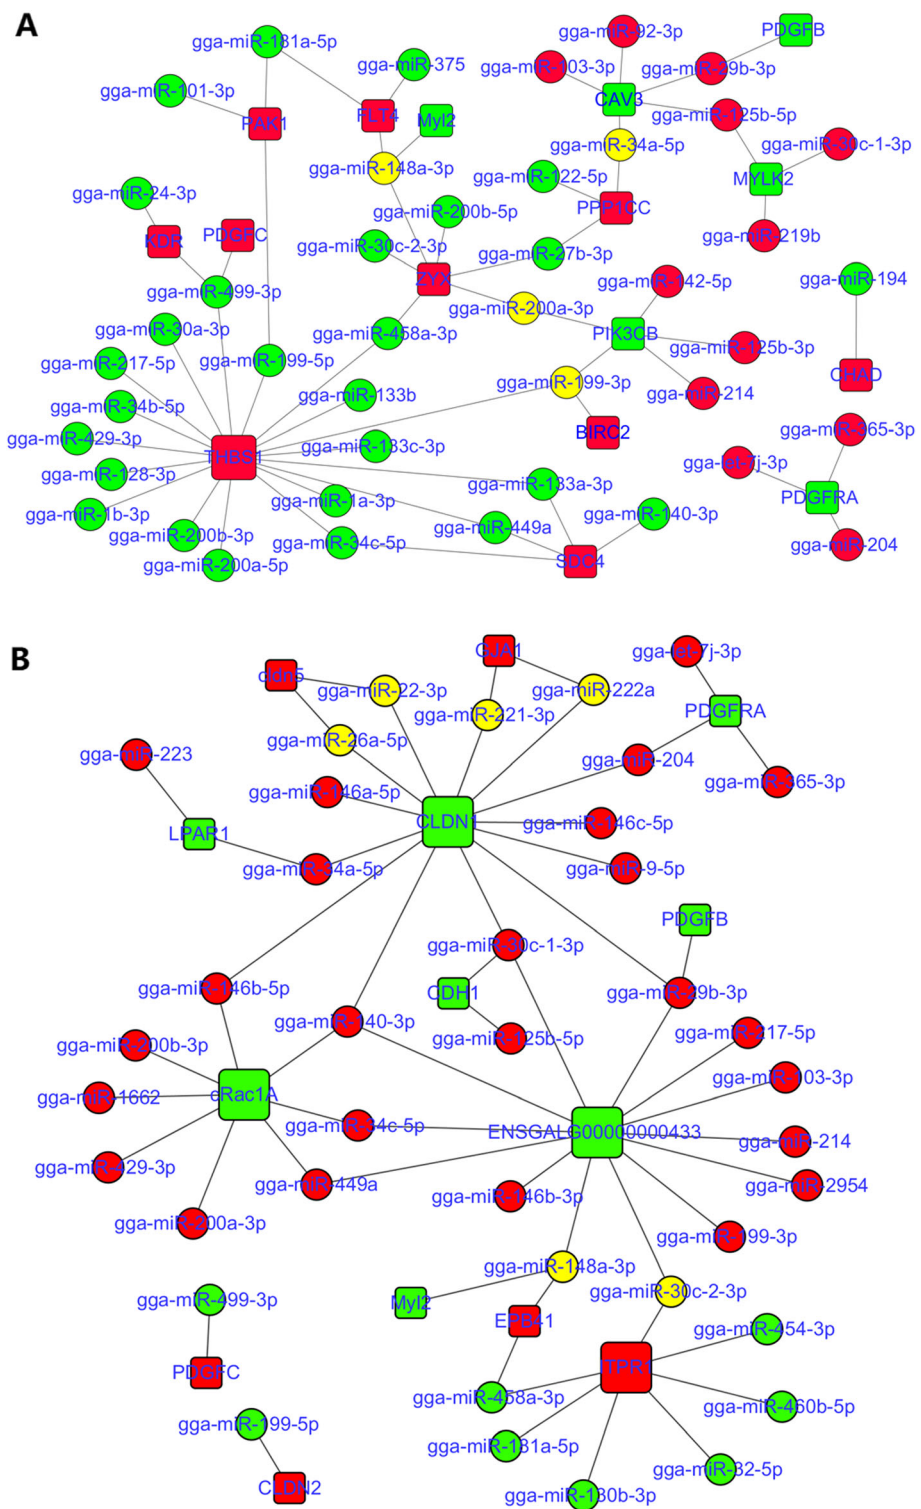 A
gga-miR-92-3p
PDGFB
gga-miR-181a-5p
gga-miR-375
gga-miR-103-3p
gga-miR-29b-3p
gga-miR-101-3p
CAV3
PAK1
FLT4
Myl2
gga-miR-125b-5p
gga-miR-34a-5p
gga-miR-30c-1-3p
gga-miR-148a-3p
gga-miR-122-5p
MYLK2
gga-miR-24-3p
gga-miR-200b-5p
PPP1CC
KDR
PDGFC
gga-miR-30c-2-3p
gga-miR-27b-3p
gga-miR-219b
ZYX
gga-miR-142-5p
gga-miR-194
gga-miR-499-3p
gga-miR-200a-3p
gga-miR-30a-3p
gga-miR-458a-3p
PIK3CB
gga-miR-125b-3p
gga-miR-217-5p
gga-miR-199-5p
CHAD
gga-miR-199-3p
gga-miR-133b
gga-miR-214
gga-miR-34b-5p
BIRC2
gga-miR-365-3p
gga-miR-429-3p
gga-miR-133c-3p
THBS1
gga-let-7j-3p
gga-miR-128-3p
gga-miR-133a-3p
PDGFRA
gga-miR-1a-3p
gga-miR-1b-3p
gga-miR-449a
gga-miR-140-3p
gga-miR-200b-3p
gga-miR-34c-5p
gga-miR-204
SDC4
gga-miR-200a-5p
B
GJA1
gga-let-7j-3p
cldn5
gga-miR-22-3p
gga-miR-222a
gga-miR-221-3p
PDGFRA
gga-miR-26a-5p
gga-miR-223
gga-miR-204
gga-miR-365-3p
gga-miR-146a-5p
CLDN1
gga-miR-146c-5p
LPAR1
gga-miR-34a-5p
gga-miR-9-5p
PDGFB
gga-miR-30c-1-3p
gga-miR-146b-5p
CDH1
gga-miR-29b-3p
gga-miR-140-3p
gga-miR-125b-5p
gga-miR-217-5p
gga-miR-200b-3p
gga-miR-103-3p
gga-miR-1662
cRac1A
gga-miR-34c-5p
ENSGALG00000000433
gga-miR-214
gga-miR-429-3p
gga-miR-449a
gga-miR-146b-3p
gga-miR-2954
gga-miR-200a-3p
gga-miR-199-3p
gga-miR-148a-3p
gga-miR-30c-2-3p
gga-miR-499-3p
Myl2
EPB41
gga-miR-454-3p
PDGFC
ITPR1
gga-miR-458a-3p
gga-miR-460b-5p
gga-miR-199-5p
gga-miR-181a-5p
gga-miR-32-5p
CLDN2
gga-miR-130b-3p